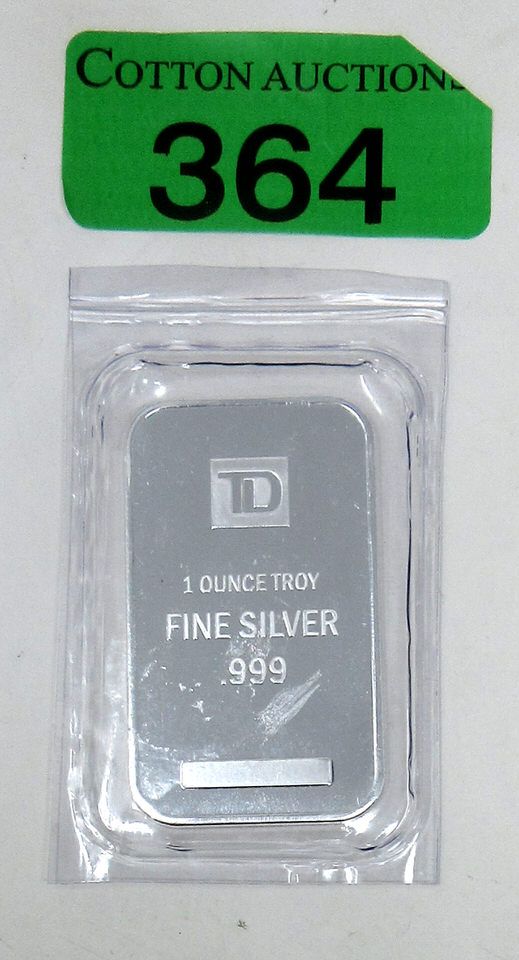 COTTON AUCTIONS
364
TD
1 OUNCE TROY
FINE SILVER
.999